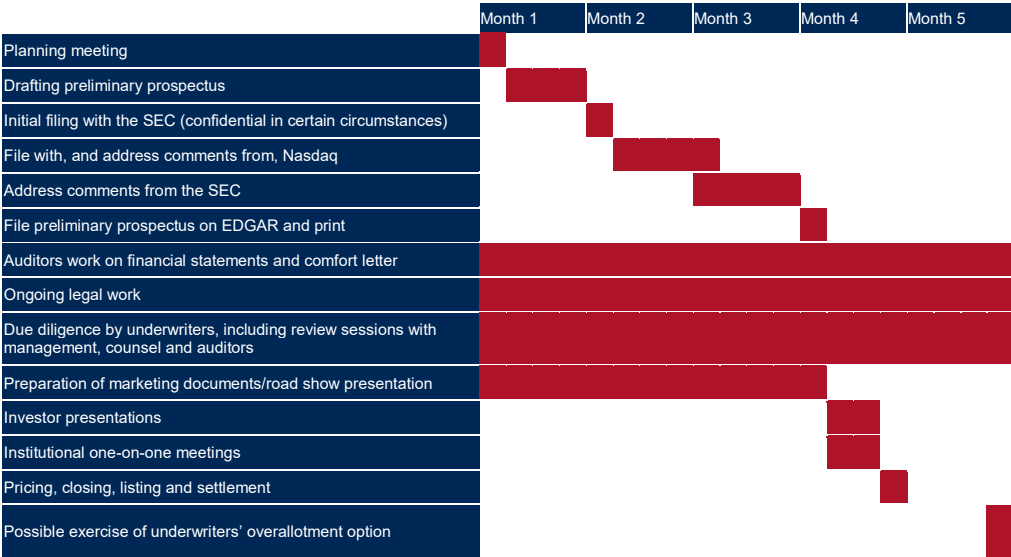 Month 1 Month 2 Month 3 Month 4 Month 5
Planning meeting
Drafting preliminary prospectus
Initial filing with the SEC (confidential in certain circumstances)
File with, and address comments from, Nasdaq
Address comments from the SEC
File preliminary prospectus on EDGAR and print
Auditors work on financial statements and comfort letter
Ongoing legal work
Due diligence by underwriters, including review sessions with
management, counsel and auditors
Preparation of marketing documents/road show presentation
Investor presentations
Institutional one-on-one meetings
Pricing, closing, listing and settlement
Possible exercise of underwriters’ overallotment option